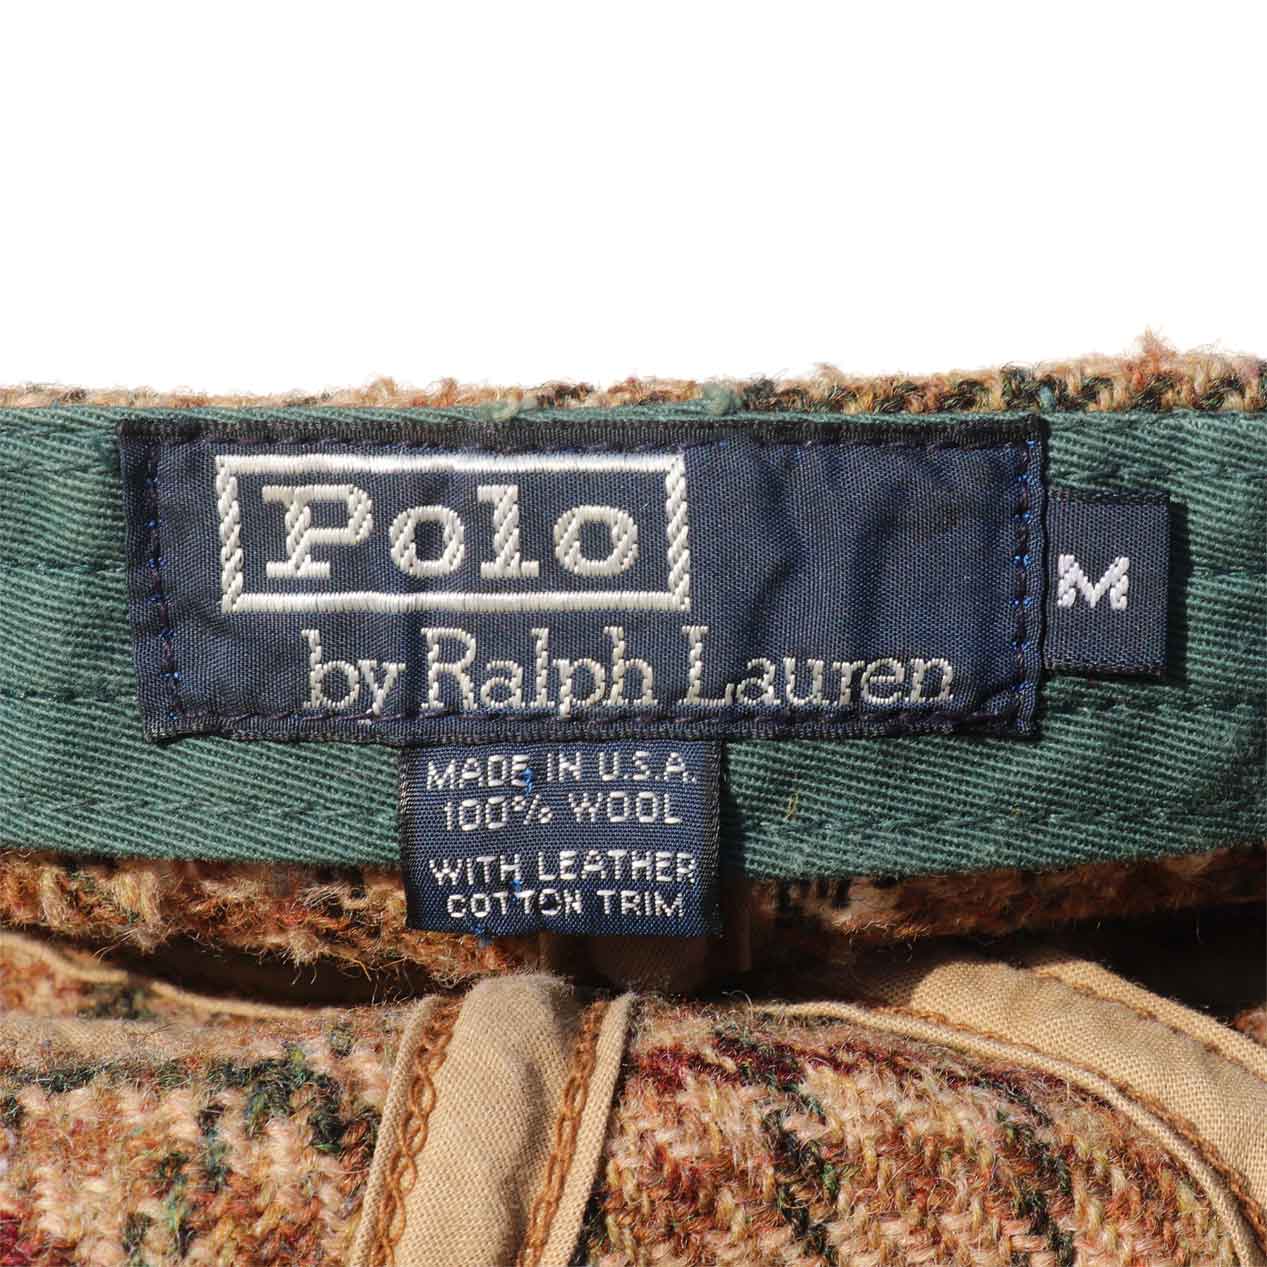 Polo
by Ralph Lauren
M
MADE IN U.S.A.
100% WOOL
WITH LEATHER
COTTON TRIM